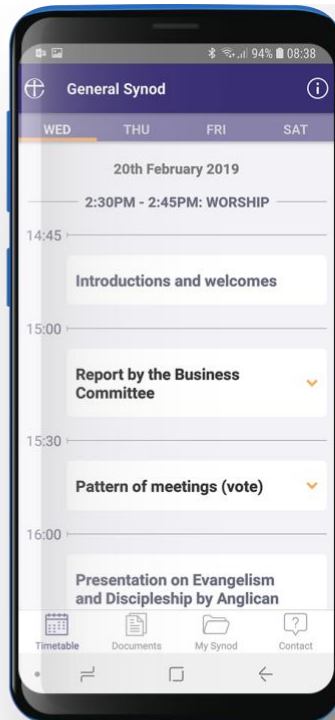 94% 08:38
General Synod
WED THU FRI SAT
20th February 2019
2:30PM - 2:45PM: WORSHIP
14:45
Introductions and welcomes
15:00
Report by the Business
Committee
15:30
Pattern of meetings (vote)
16:00
Presentation on Evangelism
and Discipleship by Anglican
Timetable Documents My Synod Contact